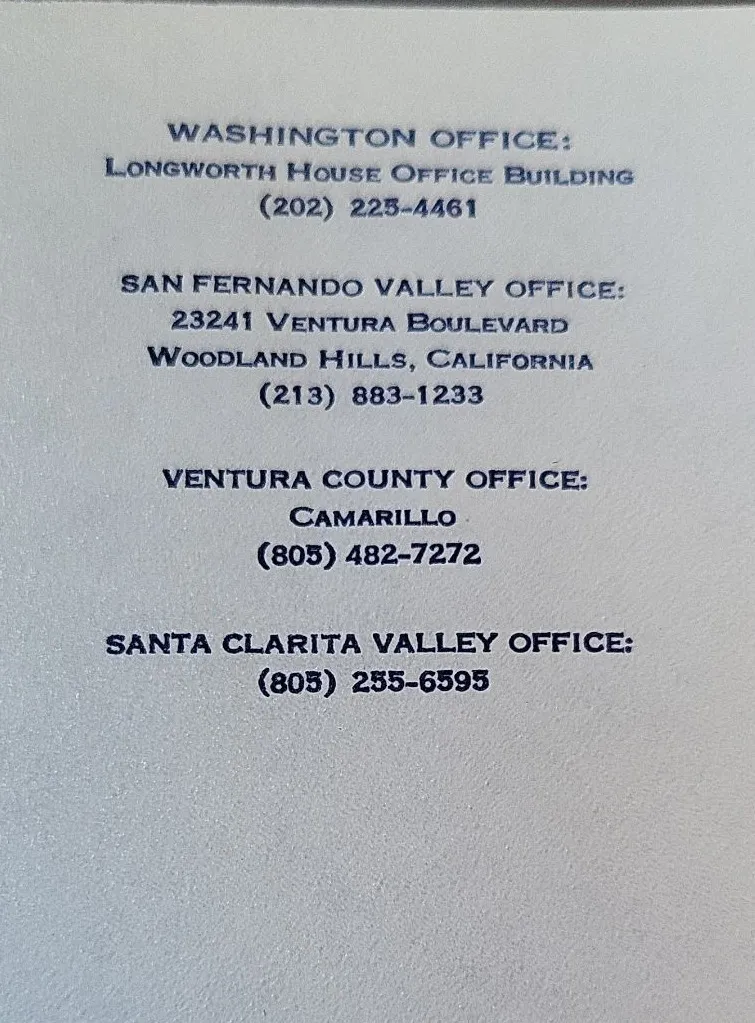 WASHINGTON OFFICE:
LONGWORTH HOUSE OFFICE BUILDING
(202) 225-4461
SAN FERNANDO VALLEY OFFICE:
23241 VENTURA BOULEVARD
WOODLAND HILLS, CALIFORNIA
(213) 883-1233
VENTURA COUNTY OFFICE:
CAMARILLO
(805) 482-7272
SANTA CLARITA VALLEY OFFICE:
(805) 255-6595